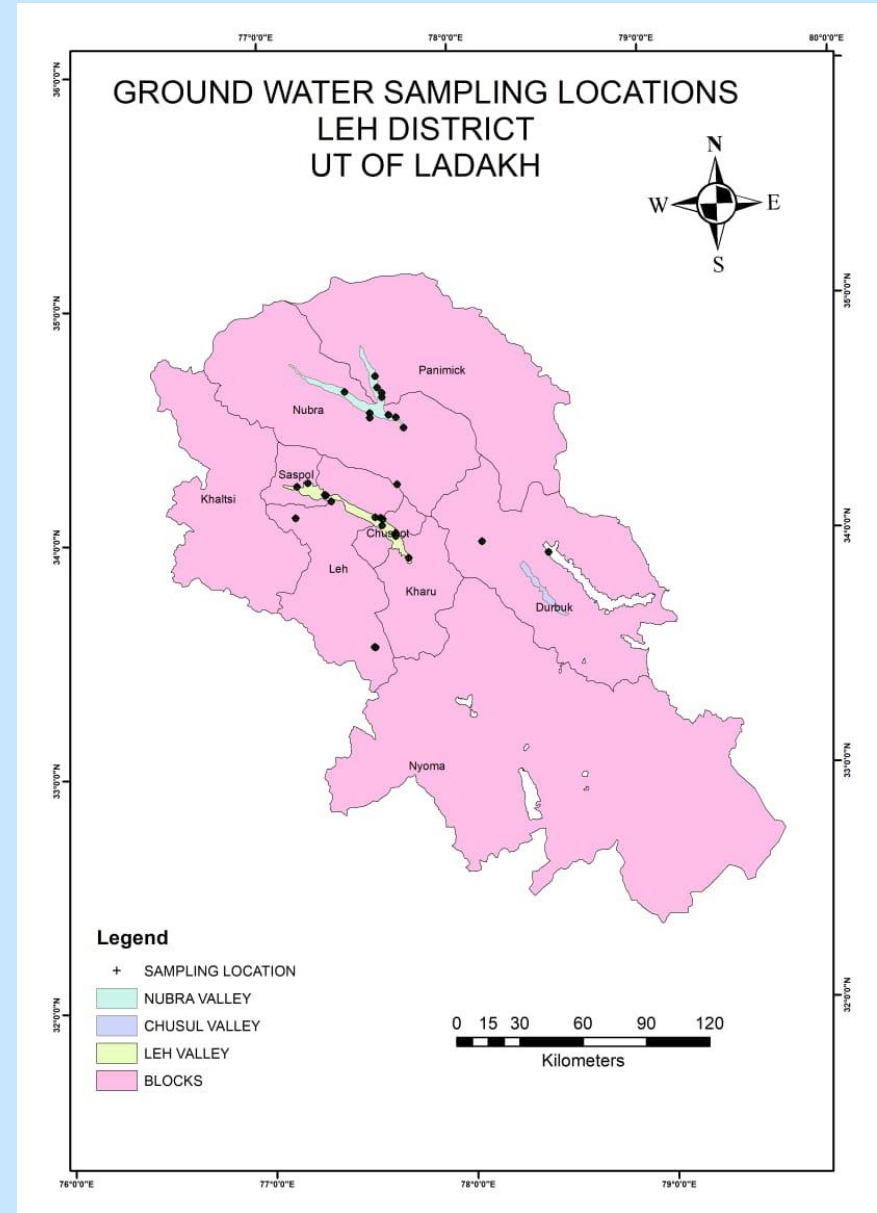 77°0'0"E 78°0'0"E 79°0'0"E 80°0'0"E
GROUND WATER SAMPLING LOCATIONS
LEH DISTRICT
UT OF LADAKH
N
W E
S
36°0'0"N
35°0'0"N
35°0'0"N
34°0'0"N
34°0'0"N
33°0'0"N
33°0'0"N
32°0'0"N
32°0'0"N
Panimick
Nubra
Saspol
Khaltsi
Chushot
Leh
Kharu
Durbuk
Nyoma
Legend
SAMPLING LOCATION
NUBRA VALLEY
CHUSUL VALLEY
LEH VALLEY
BLOCKS
0 15 30 60 90 120
Kilometers
76°0'0"E 77°0'0"E 78°0'0"E 79°0'0"E